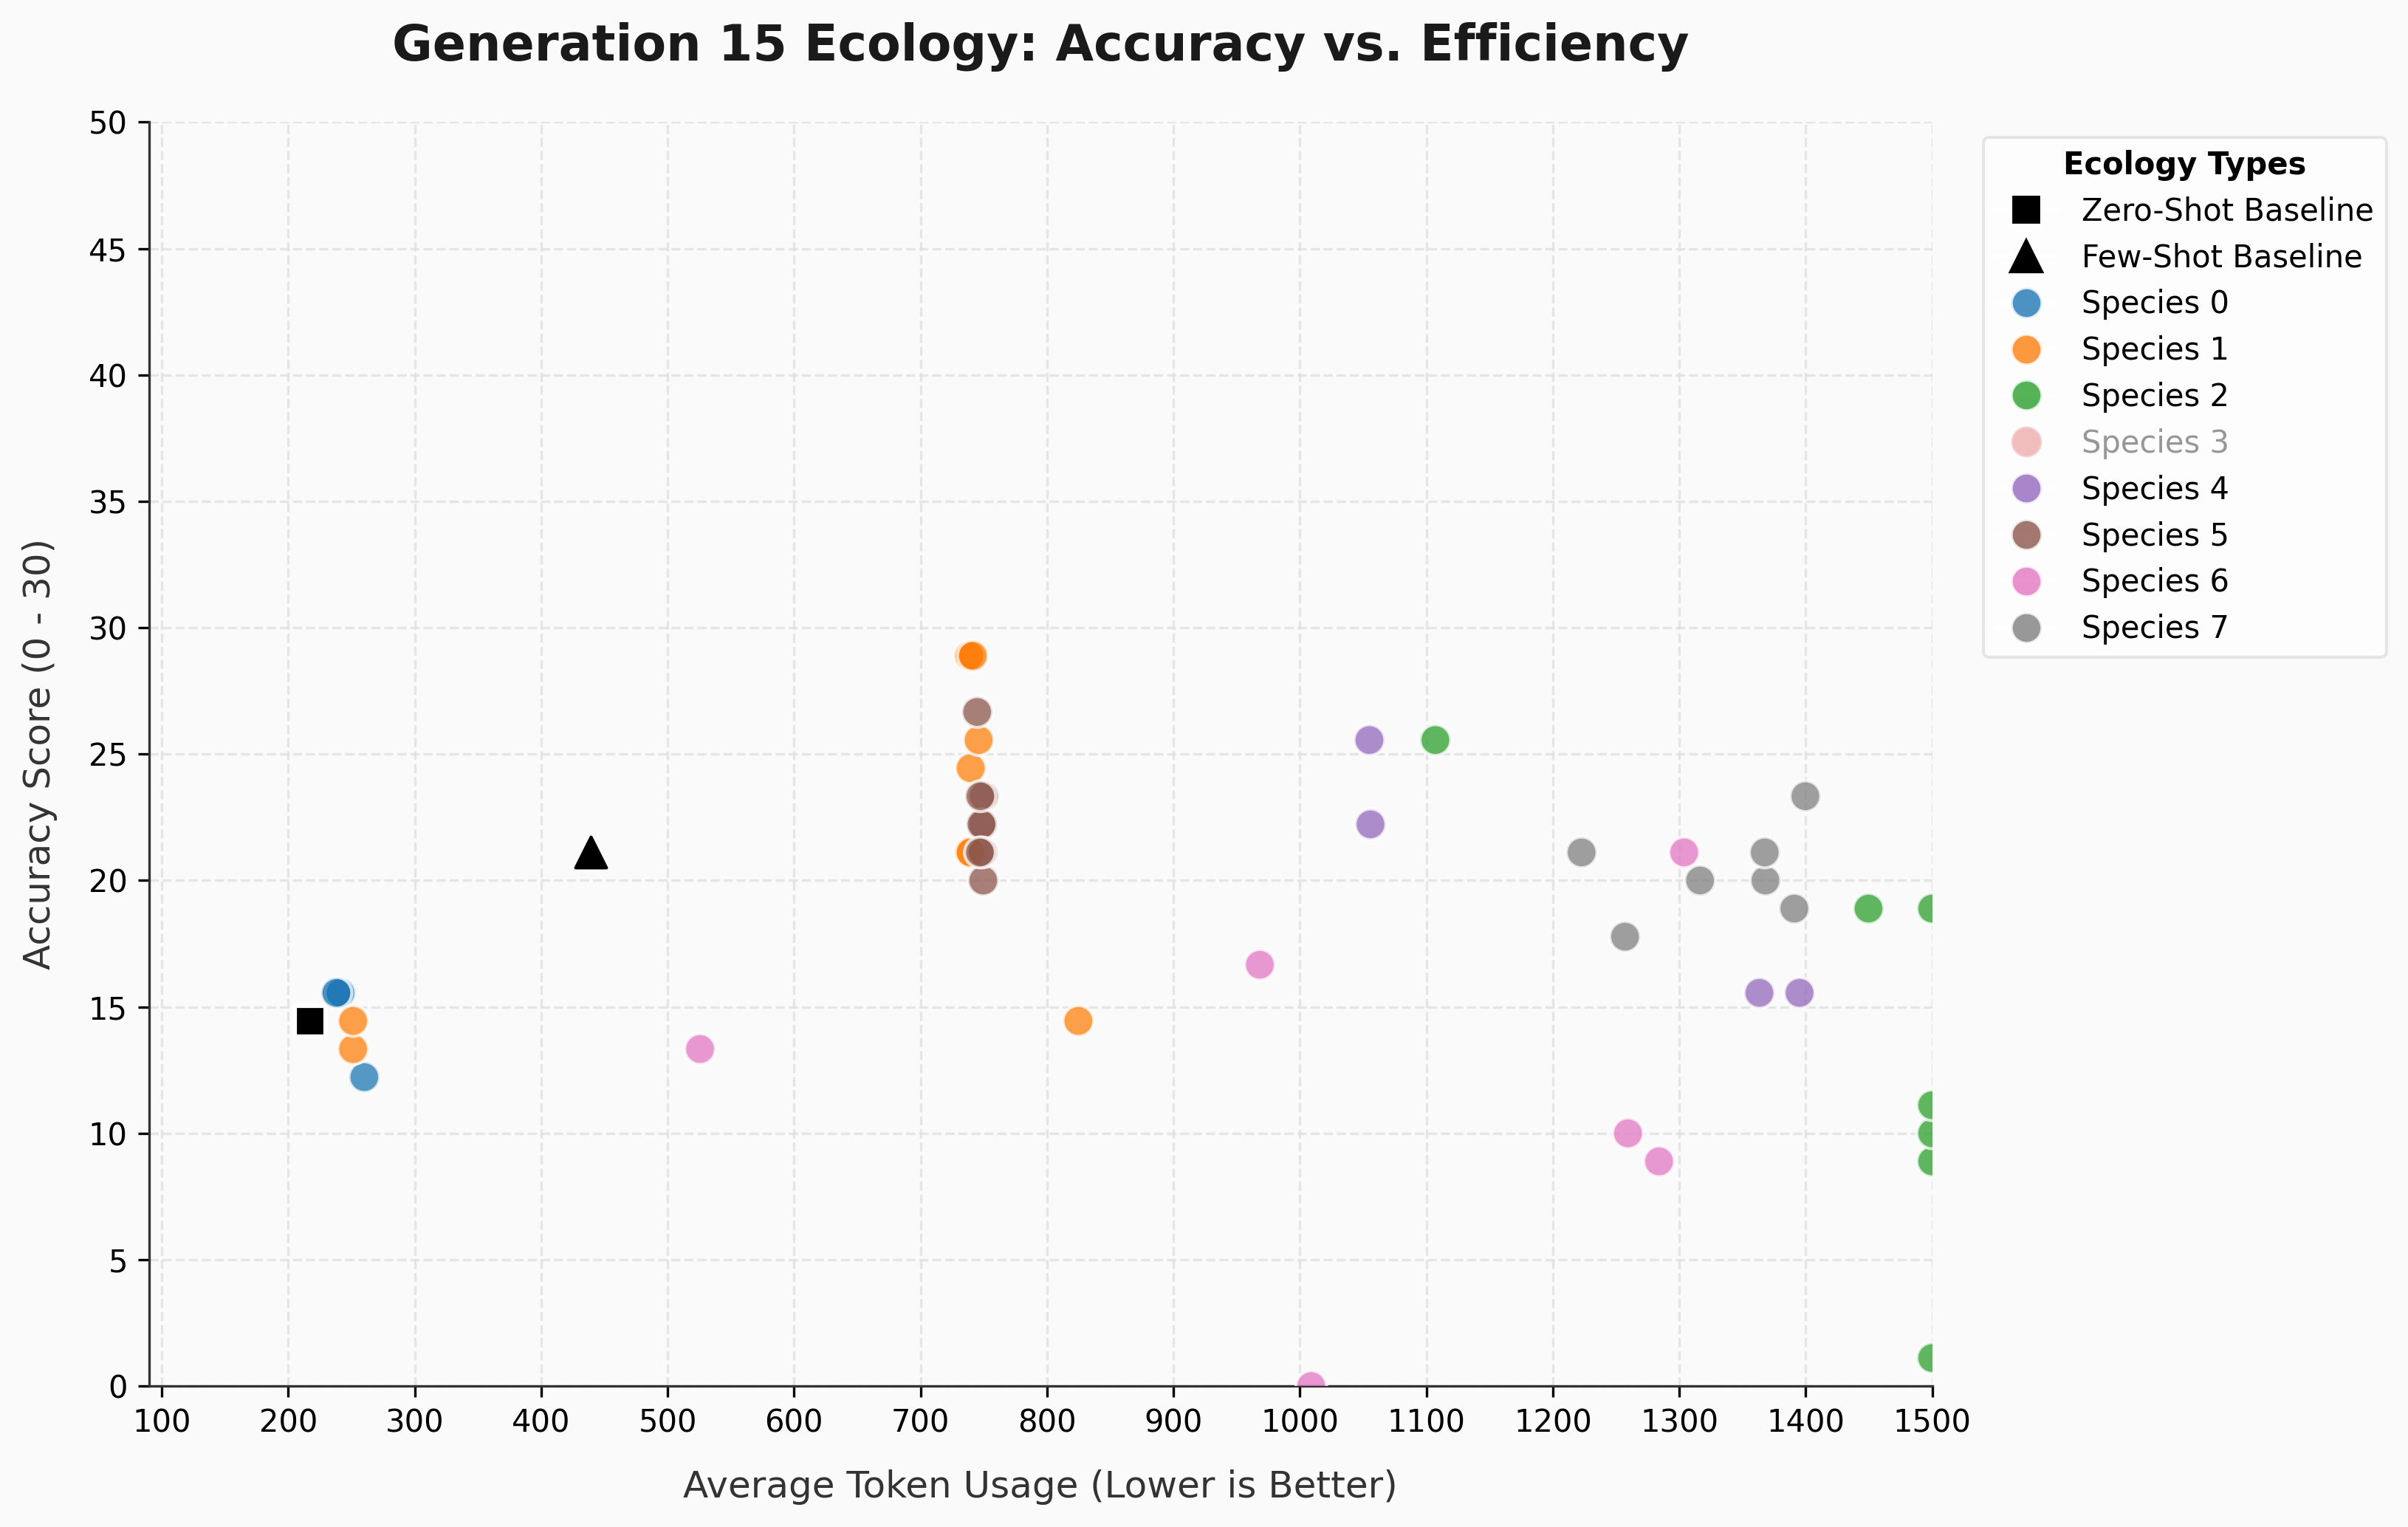 Generation 15 Ecology: Accuracy vs. Efficiency
50
45
40
35
30
25
20
15
10
5
0
Accuracy Score (0 - 30)
100 200 300 400 500 600 700 800 900 1000 1100 1200 1300 1400 1500
Average Token Usage (Lower is Better)
Ecology Types
Zero-Shot Baseline
Few-Shot Baseline
Species 0
Species 1
Species 2
Species 3
Species 4
Species 5
Species 6
Species 7